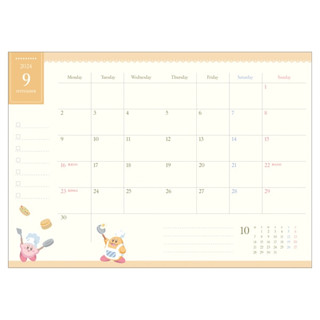 2024
9
SEPTEMBER
Monday Tuesday Wednesday Thursday Friday Saturday Sunday
1
2 3 4 5 6 7 8
9 10 11 12 13 14 15
16 17 18 19 20 21 22
23 24 25 26 27 28 29
30
10